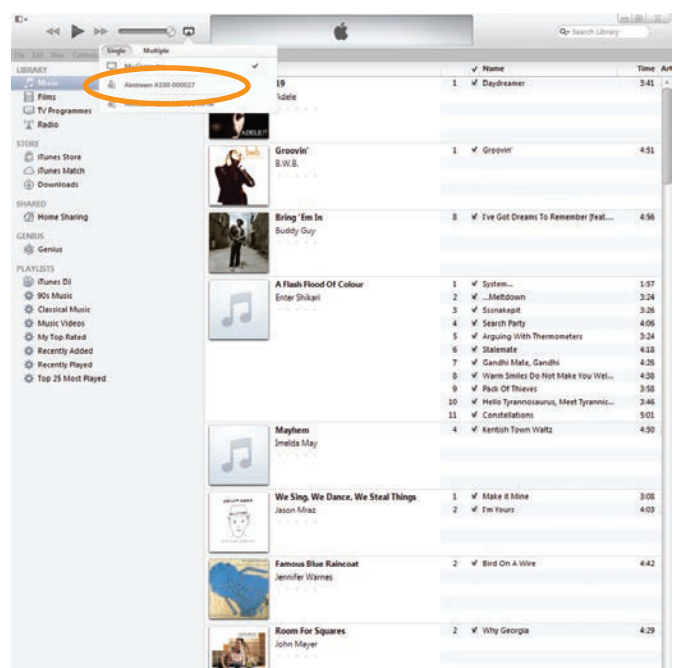 Search Library
Single Multiple
File Edit View
My Computer
Airstream A100 000027
LIBRARY
Music
Films
TV Programmes
Radio
STORE
iTunes Store
iTunes Match
Downloads
SHARED
Home Sharing
GENIUS
Genius
PLAYLISTS
iTunes DJ
90s Music
Classical Music
Music Videos
My Top Rated
Recently Added
Recently Played
Top 25 Most Played
Name Time Art
19 1 Daydreamer 3:41
Adele
ADELE19
Groovin' 1 Groovin' 4:51
B.W.B.
bwb
Bring 'Em In 8 I've Got Dreams To Remember (feat.... 4:56
Buddy Guy
A Flash Flood Of Colour 1 System... 1:57
Enter Shikari 2 ...Meltdown 3:24
3 Sssnakepit 3:26
4 Search Party 4:06
5 Arguing With Thermometers 3:24
6 Stalemate 4:18
7 Gandhi Mate, Gandhi 4:26
8 Warm Smiles Do Not Make You Wel... 4:38
9 Pack Of Thieves 3:58
10 Hello Tyrannosaurus, Meet Tyrannic... 3:46
11 Constellations 5:01
Mayhem 4 Kentish Town Waltz 4:50
Imelda May
We Sing, We Dance, We Steal Things 1 Make it Mine 3:08
Jason Mraz 2 I'm Yours 4:03
Famous Blue Raincoat 2 Bird On A Wire 4:42
Jennifer Warnes
Room For Squares 2 Why Georgia 4:29
John Mayer